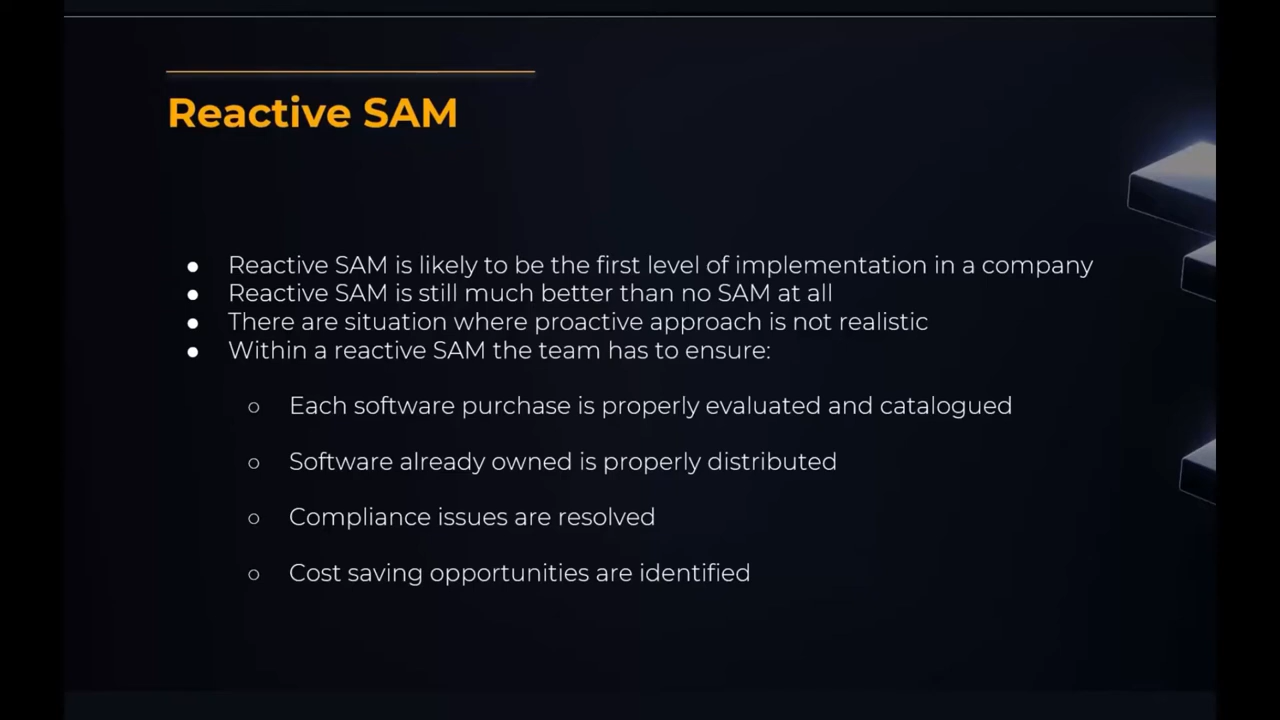 Reactive SAM
● Reactive SAM is likely to be the first level of implementation in a company
● Reactive SAM is still much better than no SAM at all
● There are situation where proactive approach is not realistic
● Within a reactive SAM the team has to ensure:
○ Each software purchase is properly evaluated and catalogued
○ Software already owned is properly distributed
○ Compliance issues are resolved
○ Cost saving opportunities are identified